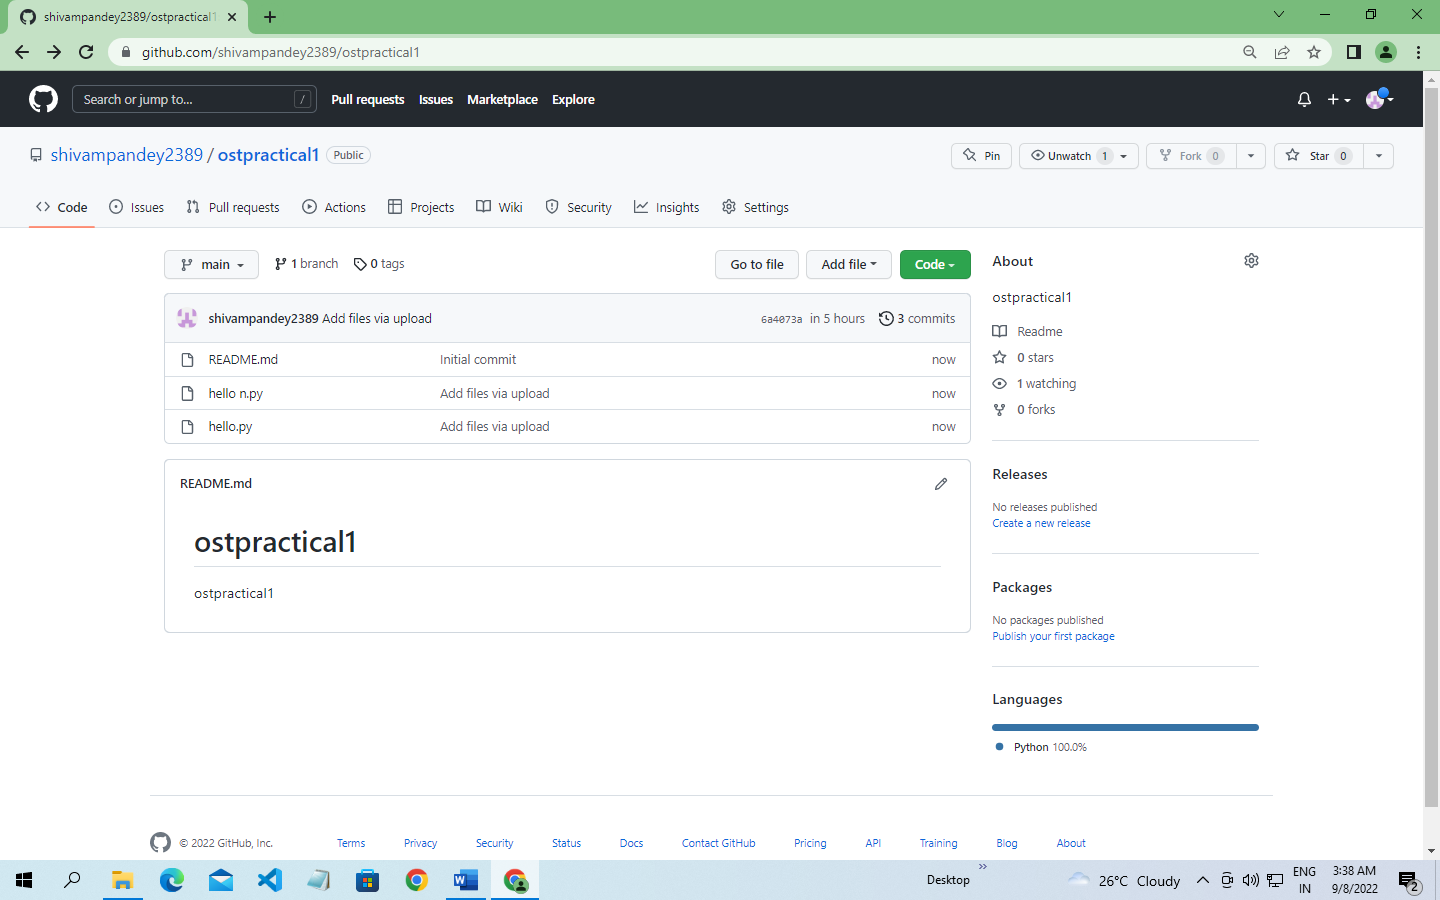 shivampandey2389/ostpractical1
github.com/shivampandey2389/ostpractical1
Search or jump to... / Pull requests Issues Marketplace Explore
shivampandey2389 / ostpractical1 Public
Pin Unwatch 1 Fork 0 Star 0
Code Issues Pull requests Actions Projects Wiki Security Insights Settings
main 1 branch 0 tags Go to file Add file Code
shivampandey2389 Add files via upload 6a4073a in 5 hours 3 commits
README.md Initial commit now
hello n.py Add files via upload now
hello.py Add files via upload now
README.md
ostpractical1
ostpractical1
About
ostpractical1
Readme
0 stars
1 watching
0 forks
Releases
No releases published
Create a new release
Packages
No packages published
Publish your first package
Languages
Python 100.0%
© 2022 GitHub, Inc. Terms Privacy Security Status Docs Contact GitHub Pricing API Training Blog About
Desktop 26°C Cloudy ENG IN 3:38 AM 9/8/2022 2